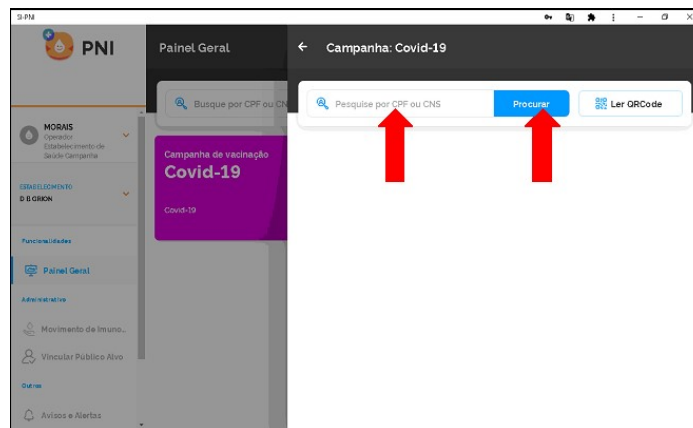 SI-PNI
PNI
MORAIS
Operador
Estabelecimento de
Saúde Campanha
ESTABELECIMENTO
Funcionalidades
Painel Geral
Administrativo
Movimento de Imuno...
Vincular Público Alvo
Outros
Avisos e Alertas
Painel Geral
Busque por CPF ou CN
Campanha de vacinação
Covid-19
Covid-19
Campanha: Covid-19
Pesquise por CPF ou CNS
Procurar
Ler QRCode